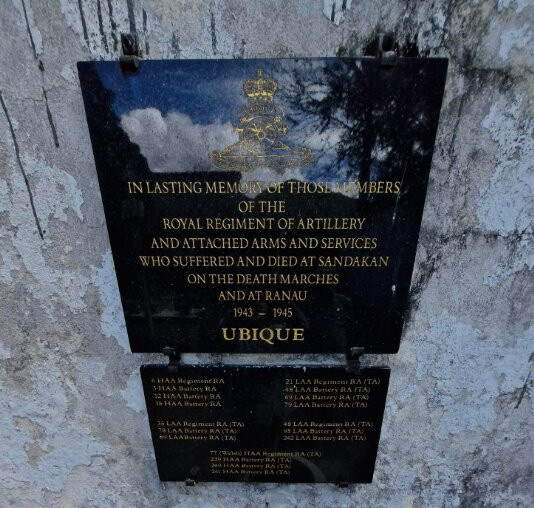 IN LASTING MEMORY OF THOSE MEMBERS
OF THE
ROYAL REGIMENT OF ARTILLERY
AND ATTACHED ARMS AND SERVICES
WHO SUFFERED AND DIED AT SANDAKAN
ON THE DEATH MARCHES
AND AT RANAU
1943 – 1945
UBIQUE
6 HAA Regiment RA
3 HAA Battery RA
12 HAA Battery RA
15 HAA Battery RA
35 LAA Regiment RA (TA)
78 LAA Battery RA (TA)
89 LAA Battery RA (TA)
21 LAA Regiment RA (TA)
48 LAA Battery RA (TA)
69 LAA Battery RA (TA)
79 LAA Battery RA (TA)
48 LAA Regiment RA (TA)
95 LAA Battery RA (TA)
242 LAA Battery RA (TA)
77 (Welsh) HAA Regiment RA (TA)
239 HAA Battery RA (TA)
240 HAA Battery RA (TA)
241 HAA Battery RA (TA)